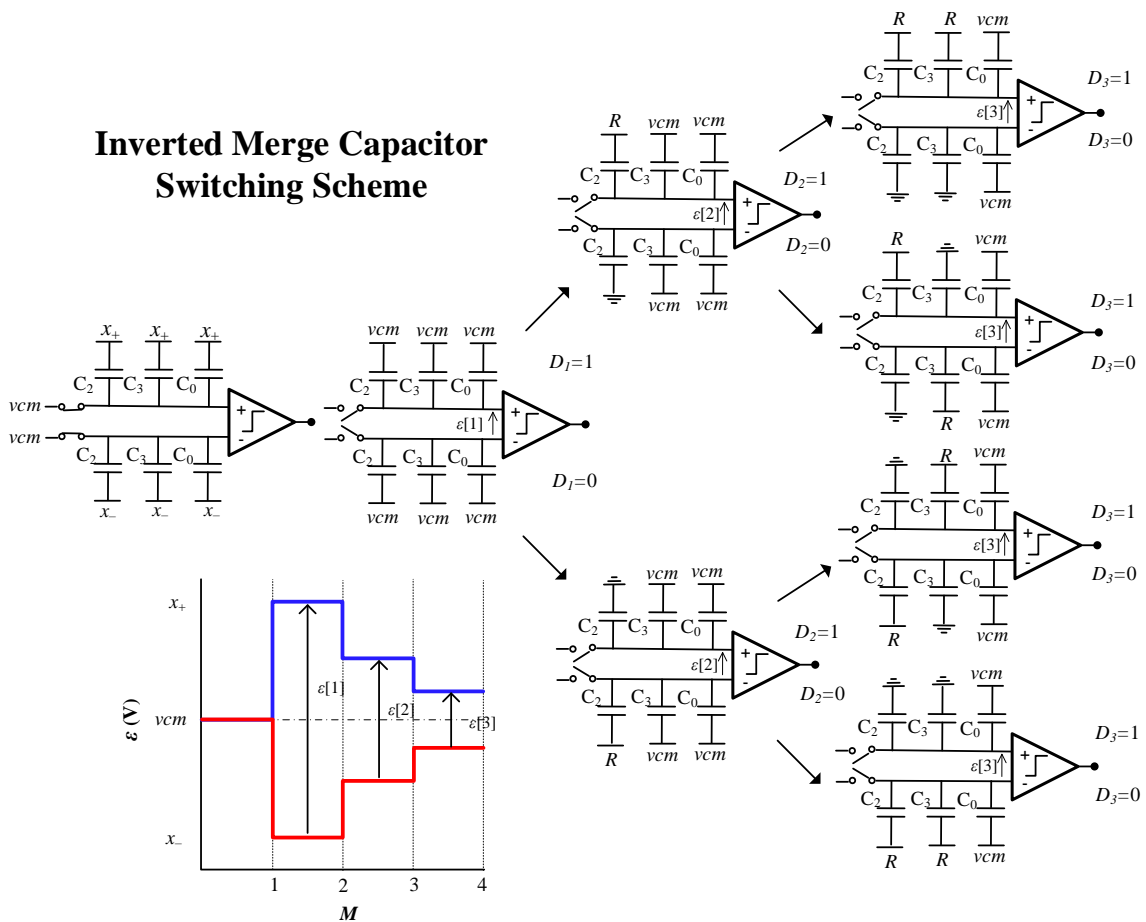 Inverted Merge Capacitor
Switching Scheme
x₊ x₊ x₊
C₂ C₃ C₀
vcm
vcm
+
-
C₂ C₃ C₀
x₋ x₋ x₋
vcm vcm vcm
C₂ C₃ C₀
ε[1]
+
-
C₂ C₃ C₀
vcm vcm vcm
D₁=1
D₁=0
R vcm vcm
C₂ C₃ C₀
ε[2]
+
-
C₂ C₃ C₀
vcm vcm
D₂=1
D₂=0
vcm vcm
C₂ C₃ C₀
ε[2]
+
-
C₂ C₃ C₀
R vcm vcm
D₂=1
D₂=0
R R vcm
C₂ C₃ C₀
ε[3]
+
-
C₂ C₃ C₀
vcm
D₃=1
D₃=0
R vcm
C₂ C₃ C₀
ε[3]
+
-
C₂ C₃ C₀
R vcm
D₃=1
D₃=0
R vcm
C₂ C₃ C₀
ε[3]
+
-
C₂ C₃ C₀
R vcm
D₃=1
D₃=0
vcm
C₂ C₃ C₀
ε[3]
+
-
C₂ C₃ C₀
R R vcm
D₃=1
D₃=0
x₊
vcm
x₋
ε (V)
ε[1]
ε[2]
ε[3]
1 2 3 4
M